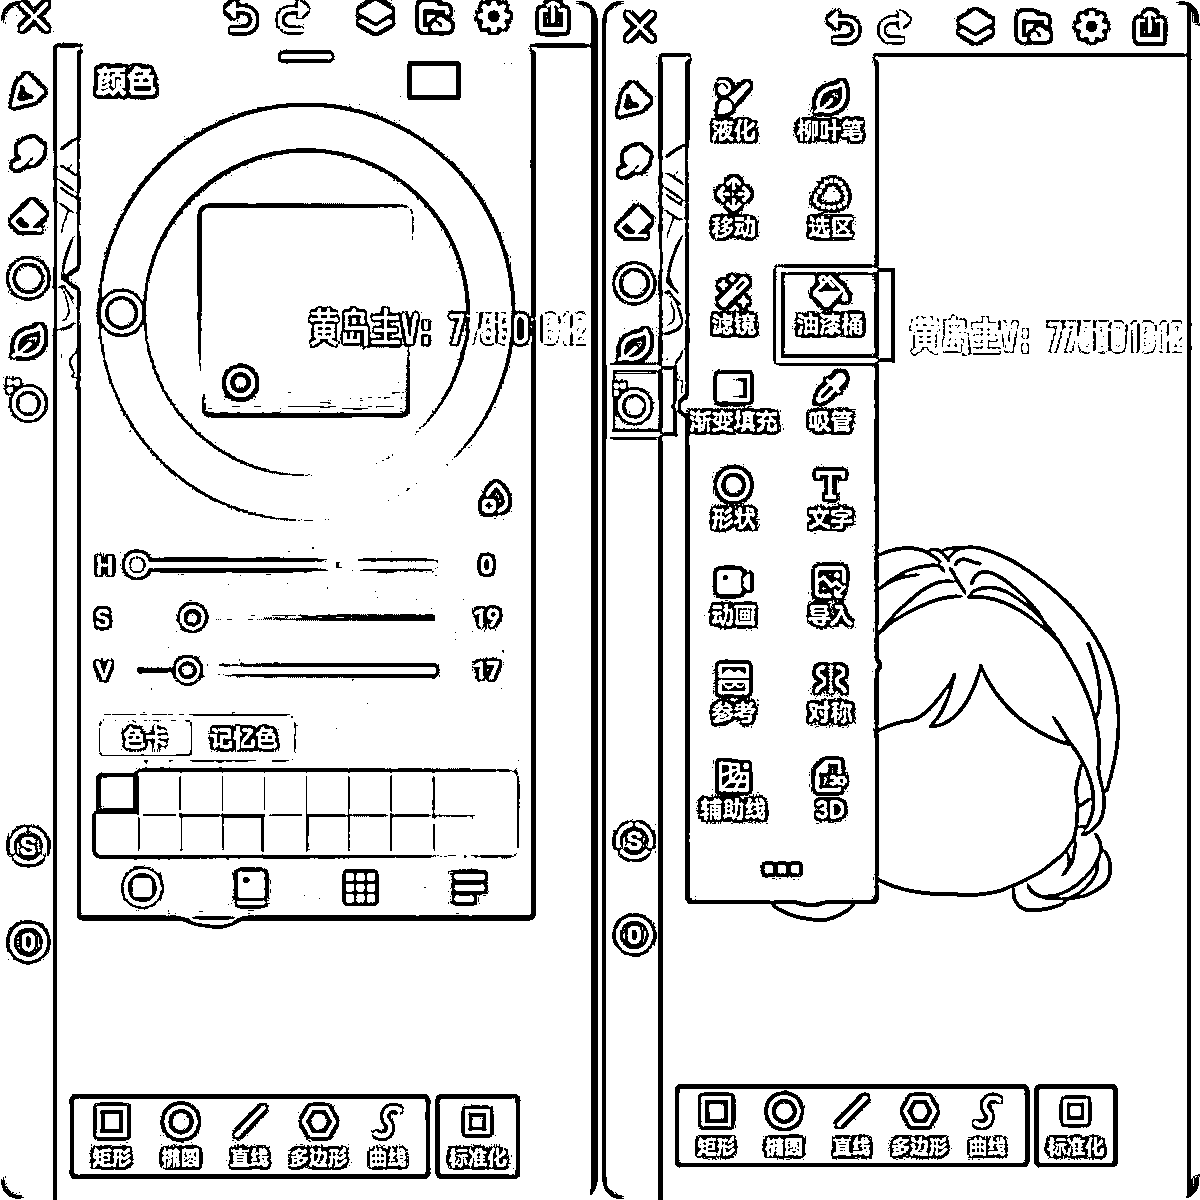 颜色
黄岛主V:
H 0
S 19
V 17
色卡 记忆色
S
0
矩形 椭圆 直线 多边形 曲线 标准化
液化 柳叶笔
移动 选区
滤镜 油漆桶
黄岛主V:
渐变填充 吸管
形状 文字
动画 导入
参考 对称
辅助线 3D
S
0
矩形 椭圆 直线 多边形 曲线 标准化